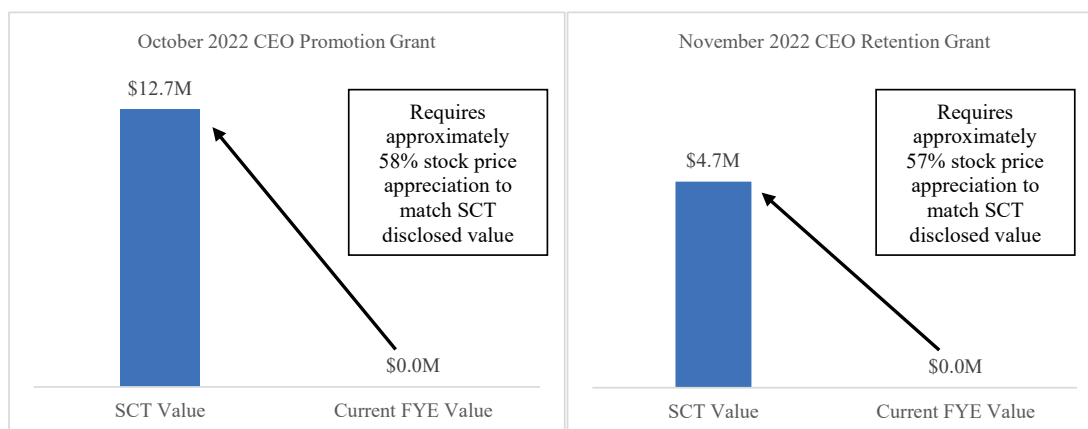 October 2022 CEO Promotion Grant
$12.7M
Requires
approximately
58% stock price
appreciation to
match SCT
disclosed value
$0.0M
SCT Value
Current FYE Value
November 2022 CEO Retention Grant
$4.7M
Requires
approximately
57% stock price
appreciation to
match SCT
disclosed value
$0.0M
SCT Value
Current FYE Value